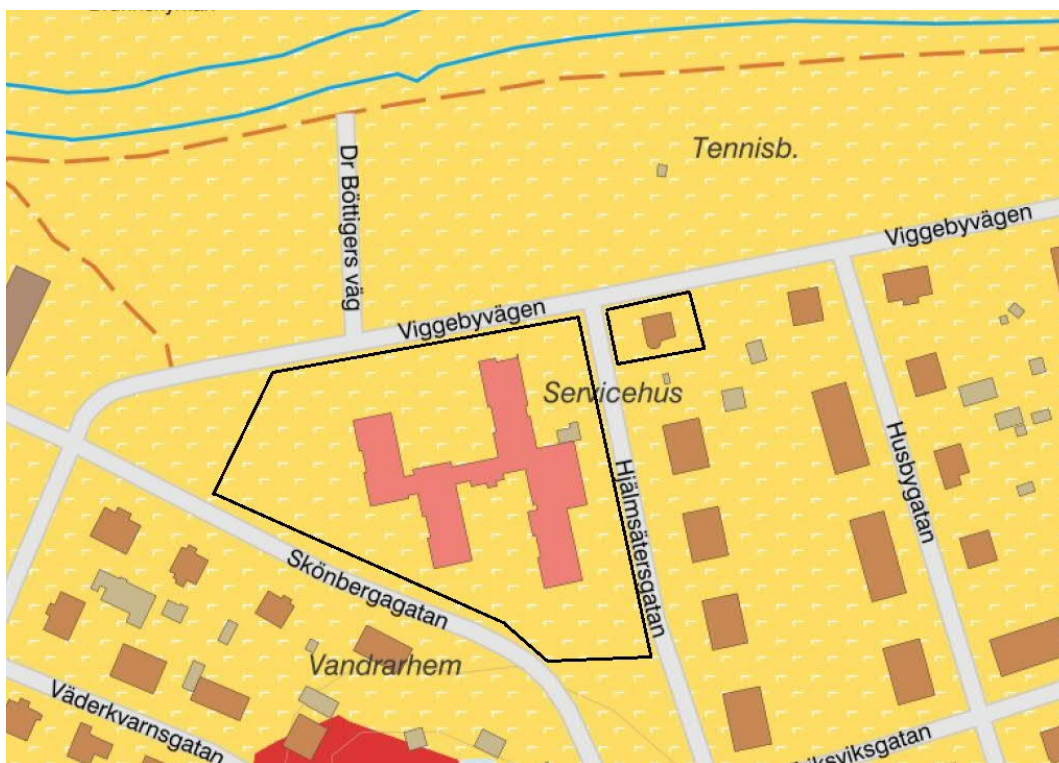 Tennisb.
Dr Böttigers väg
Viggebyvägen
Viggebyvägen
Servicehus
Husbygatan
Hjälmsätersgatan
Skönbergagatan
Vandrarhem
Väderkvarnsgatan